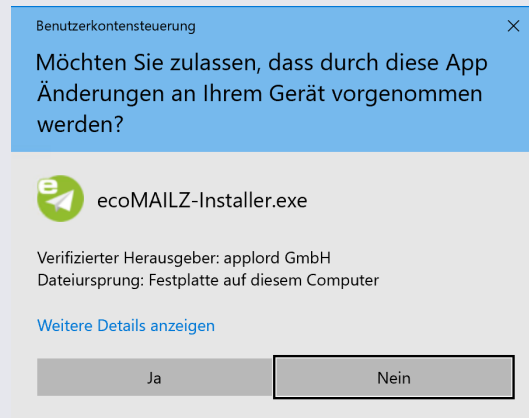 Benutzerkontensteuerung
Möchten Sie zulassen, dass durch diese App
Änderungen an Ihrem Gerät vorgenommen
werden?
e
ecoMAILZ-Installer.exe
Verifizierter Herausgeber: applord GmbH
Dateiursprung: Festplatte auf diesem Computer
Weitere Details anzeigen
Ja
Nein